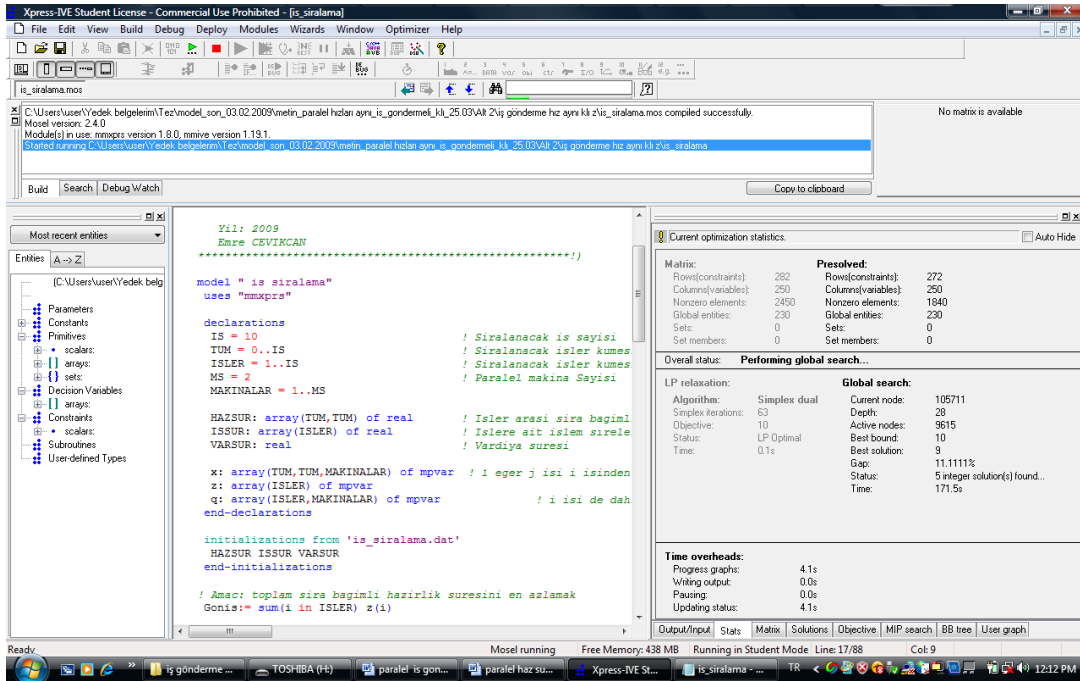 Xpress-IVE Student License - Commercial Use Prohibited - [is_siralama]
File Edit View Build Debug Deploy Modules Wizards Window Optimizer Help
is_siralama.mos
C:\Users\user\Yedek belgelerim\Tez\model_son_03.02.2009\metin_paralel hızları aynı_is_gondermeli_klı_25.03\Alt 2\iş gönderme hız aynı klı z\is_siralama.mos compiled successfully.
Mosel version: 2.4.0
Module(s) in use: mmxprs version 1.8.0, mmive version 1.19.1.
Started running C:\Users\user\Yedek belgelerim\Tez\model_son_03.02.2009\metin_paralel hızları aynı_is_gondermeli_klı_25.03\Alt 2\iş gönderme hız aynı klı z\is_siralama
No matrix is available
Build Search Debug Watch
Copy to clipboard
Most recent entities
Entities A --> Z
(C:\Users\user\Yedek belg
Parameters
Constants
Primitives
scalars:
[ ] arrays:
{ } sets:
Decision Variables
[ ] arrays:
Constraints
scalars:
Subroutines
User-defined Types
Yil: 2009
Emre CEVIKCAN
*******************************************************!)
model " is siralama"
uses "mmxprs"
declarations
IS = 10 ! Siralanacak is sayisi
TUM = 0..IS ! Siralanacak isler kumes
ISLER = 1..IS ! Siralanacak isler kumes
MS = 2 ! Paralel makina Sayisi
MAKINALAR = 1..MS
HAZSUR: array(TUM,TUM) of real ! Isler arasi sira bagiml
ISSUR: array(ISLER) of real ! Islere ait islem sirele
VARSUR: real ! Vardiya suresi
x: array(TUM,TUM,MAKINALAR) of mpvar ! 1 eger j isi i isinden
z: array(ISLER) of mpvar
q: array(ISLER,MAKINALAR) of mpvar ! i isi de dah
end-declarations
initializations from 'is_siralama.dat'
HAZSUR ISSUR VARSUR
end-initializations
! Amac: toplam sira bagimli hazirlik suresini en azlamak
Gonis:= sum(i in ISLER) z(i)
Current optimization statistics.
Auto Hide
Matrix: Presolved:
Rows(constraints): 282 Rows(constraints): 272
Columns(variables): 250 Columns(variables): 250
Nonzero elements: 2450 Nonzero elements: 1840
Global entities: 230 Global entities: 230
Sets: 0 Sets: 0
Set members: 0 Set members: 0
Overall status: Performing global search...
LP relaxation: Global search:
Algorithm: Simplex dual Current node: 105711
Simplex iterations: 63 Depth: 28
Objective: 10 Active nodes: 9615
Status: LP Optimal Best bound: 10
Time: 0.1s Best solution: 9
Gap: 11.1111%
Status: 5 integer solution(s) found...
Time: 171.5s
Time overheads:
Progress graphs: 4.1s
Writing output: 0.0s
Pausing: 0.0s
Updating status: 4.1s
Output/Input Stats Matrix Solutions Objective MIP search BB tree User graph
Ready Mosel running Free Memory: 438 MB Running in Student Mode Line: 17/88 Col: 9
iş gönderme ... TOSHIBA (H:) paralel is gon... paralel haz su... Xpress-IVE St... is_siralama - ... TR 12:12 PM